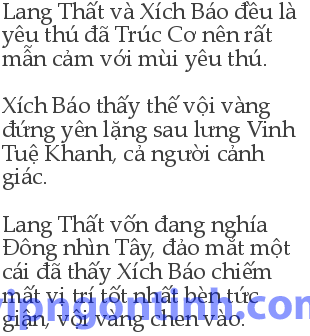 Lang Thất và Xích Báo đều là
yêu thú đã Trúc Cơ nên rất
mẫn cảm với mùi yêu thú.
Xích Báo thấy thế vội vàng
đứng yên lặng sau lưng Vinh
Tuệ Khanh, cả người cảnh
giác.
Lang Thất vốn đang nghía
Đông nhìn Tây, đảo mắt một
cái đã thấy Xích Báo chiếm
mất vị trí tốt nhất bèn tức
giận, vội vàng chen vào.
vipngontinh.com